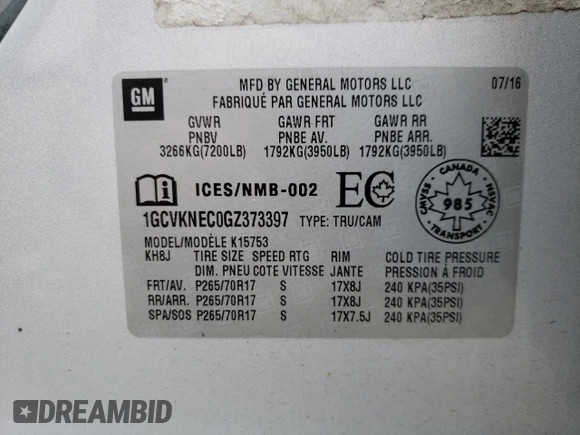 GM
MFD BY GENERAL MOTORS LLC
FABRIQUÉ PAR GENERAL MOTORS LLC
07/16
GVWR GAWR FRT GAWR RR
PNBV PNBE AV. PNBE ARR.
3266KG(7200LB) 1792KG(3950LB) 1792KG(3950LB)
ICES/NMB-002 EC
CANADA
CMVSS NSVAC
985
TRANSPORT
1GCVKNEC0GZ373397 TYPE: TRU/CAM
MODEL/MODÈLE K15753
KH8J TIRE SIZE SPEED RTG RIM COLD TIRE PRESSURE
DIM. PNEU COTE VITESSE JANTE PRESSION À FROID
FRT/AV. P265/70R17 S 17X8J 240 KPA(35PSI)
RR/ARR. P265/70R17 S 17X8J 240 KPA(35PSI)
SPA/SOS P265/70R17 S 17X7.5J 240 KPA(35PSI)
DREAMBID